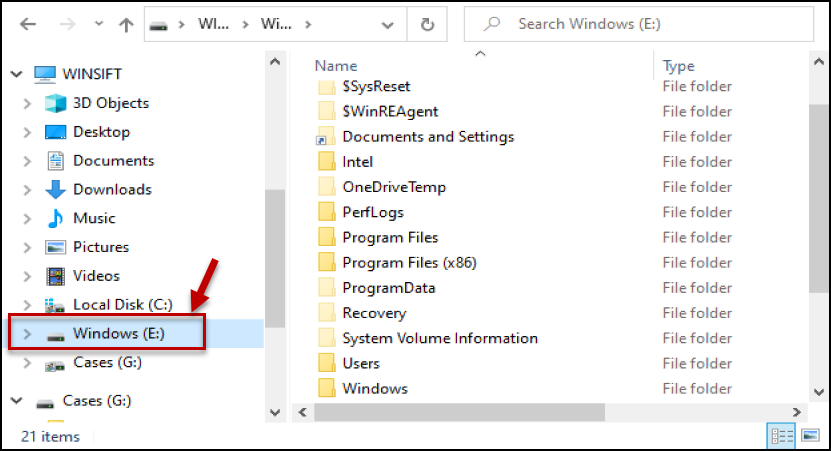 WI... Wi... Search Windows (E:)
WINSIFT
3D Objects
Desktop
Documents
Downloads
Music
Pictures
Videos
Local Disk (C:)
Windows (E:)
Cases (G:)
Cases (G:)
Name Type
$SysReset File folder
$WinREAgent File folder
Documents and Settings File folder
Intel File folder
OneDriveTemp File folder
PerfLogs File folder
Program Files File folder
Program Files (x86) File folder
ProgramData File folder
Recovery File folder
System Volume Information File folder
Users File folder
Windows File folder
21 items